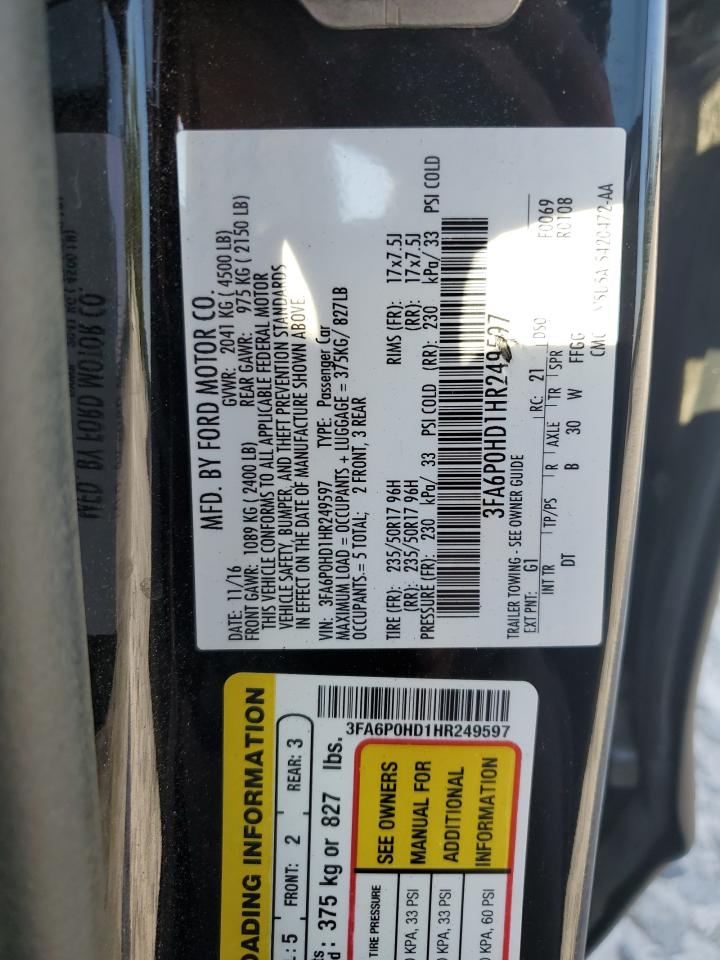 MFD. BY FORD MOTOR CO.
DATE: 11/16 GVWR: 2041 KG ( 4500 LB)
FRONT GAWR: 1089 KG ( 2400 LB) REAR GAWR: 975 KG ( 2150 LB)
THIS VEHICLE CONFORMS TO ALL APPLICABLE FEDERAL MOTOR
VEHICLE SAFETY, BUMPER, AND THEFT PREVENTION STANDARDS
IN EFFECT ON THE DATE OF MANUFACTURE SHOWN ABOVE.
VIN: 3FA6P0HD1HR249597 TYPE: Passenger Car
MAXIMUM LOAD = OCCUPANTS + LUGGAGE = 375KG/ 827LB
OCCUPANTS = 5 TOTAL; 2 FRONT, 3 REAR
TIRE (FR): 235/50R17 96H RIMS (FR): 17x7.5J
(RR): 235/50R17 96H (RR): 17x7.5J
PRESSURE (FR): 230 kPa/ 33 PSI COLD (RR): 230 kPa/ 33 PSI COLD
3FA6P0HD1HR249597
TRAILER TOWING - SEE OWNER GUIDE
EXT PNT: G1 RC: 21 DSO: F0069
INT TR TP/PS R AXLE TR SPR R0108
DT B 30 W FFGG
CMC 5420472-AA
LOADING INFORMATION
: 5 FRONT: 2 REAR: 3
: 375 kg or 827 lbs.
3FA6P0HD1HR249597
TIRE PRESSURE
KPA, 33 PSI
KPA, 33 PSI
KPA, 60 PSI
SEE OWNERS
MANUAL FOR
ADDITIONAL
INFORMATION